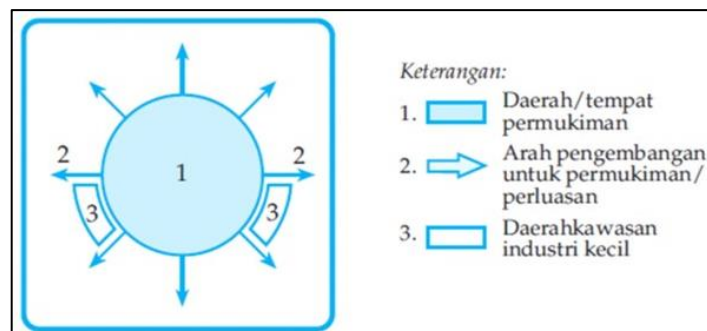 2
2
1
3
3
Keterangan:
1. Daerah/tempat
permukiman
2. Arah pengembangan
untuk permukiman/
perluasan
3. Daerahkawasan
industri kecil